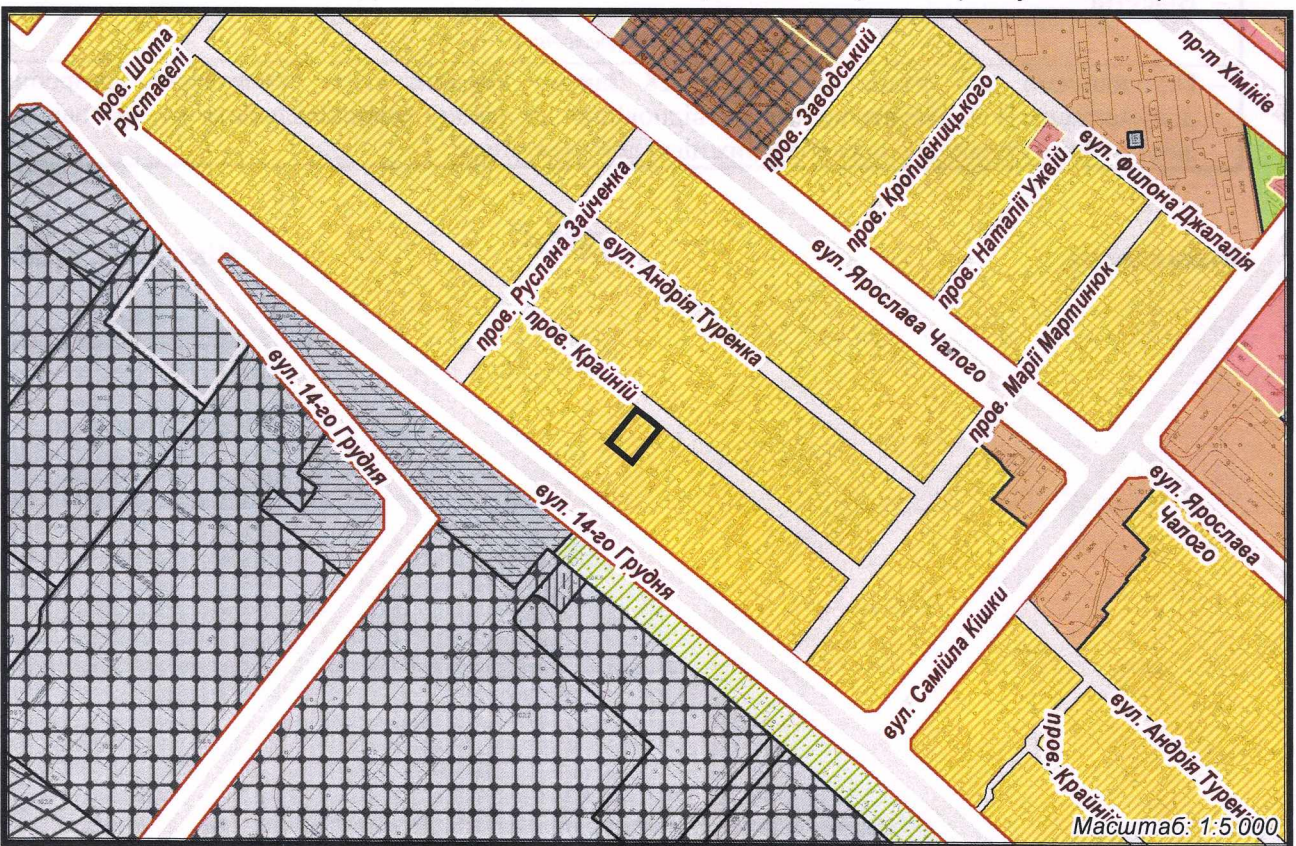 пров. Шота
Руставелі
пров. Заводський
пр-т Хіміків
пров. Кропивницького
вул. Филона Джалалія
пров. Наталії Ужвій
пров. Руслана Зайченка
вул. Андрія Туренка
вул. Ярослава Чалого
пров. Марії Мартинюк
пров. Крайній
вул. 14-го Грудня
вул. 14-го Грудня
вул. Ярослава
Чалого
вул. Самійла Кішки
вул. Андрія Турен
пров. Крайній
Масштаб: 1:5 000